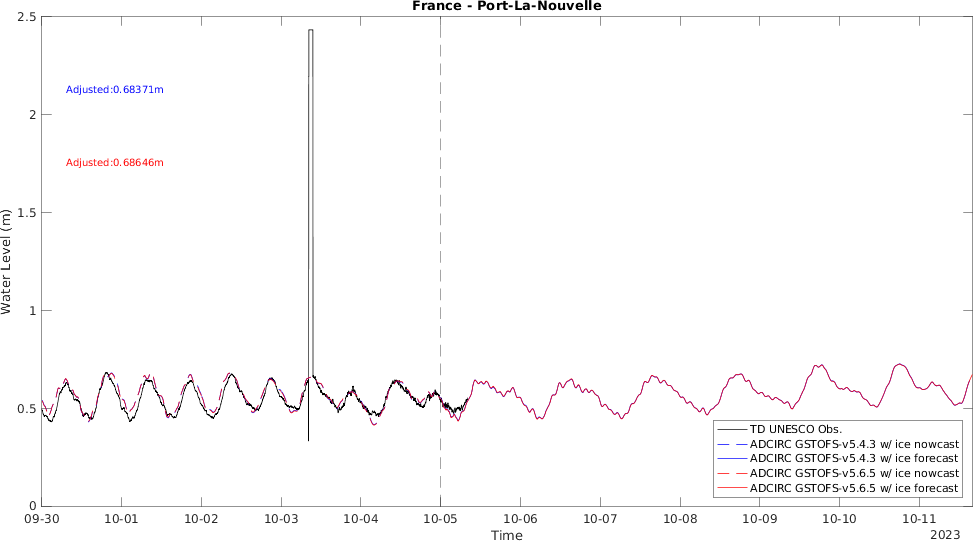 France - Port-La-Nouvelle
2.5
2
1.5
1
0.5
0
Water Level (m)
Adjusted:0.68371m
Adjusted:0.68646m
TD UNESCO Obs.
ADCIRC GSTOFS-v5.4.3 w/ ice nowcast
ADCIRC GSTOFS-v5.4.3 w/ ice forecast
ADCIRC GSTOFS-v5.6.5 w/ ice nowcast
ADCIRC GSTOFS-v5.6.5 w/ ice forecast
09-30 10-01 10-02 10-03 10-04 10-05 10-06 10-07 10-08 10-09 10-10 10-11
Time
2023